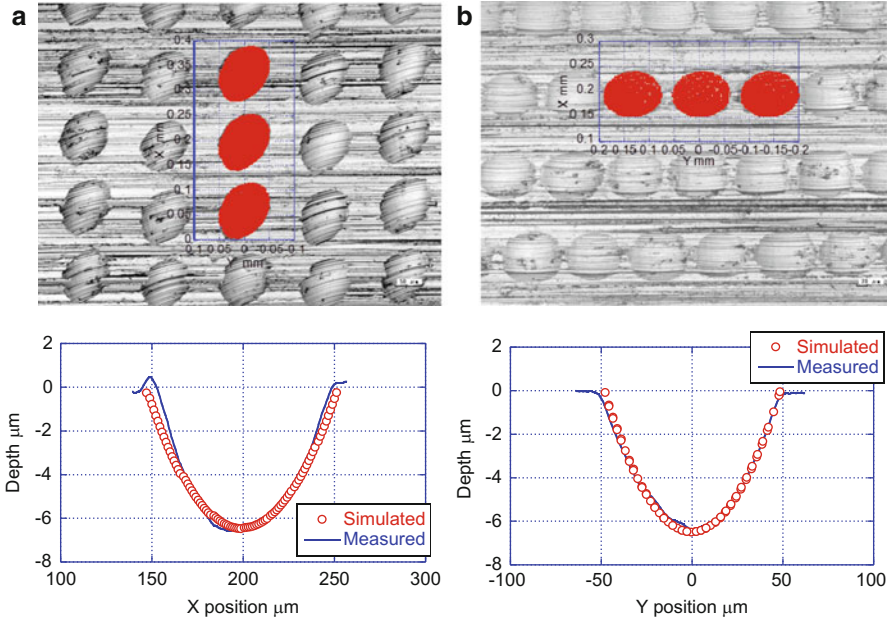 a
0.4
0.35
0.3
0.25
0.2
0.15
0.1
0.05
0
X mm
0.1 0.05 0 -0.05 -0.1
mm
b
0.3
0.2
0.1
X mm
0.2 0.15 0.1 0.05 0 -0.05 -0.1 -0.15 -0.2
Y mm
2
0
-2
-4
-6
-8
Depth μm
Simulated
Measured
100 150 200 250 300
X position μm
2
0
-2
-4
-6
-8
Depth μm
Simulated
Measured
-100 -50 0 50 100
Y position μm